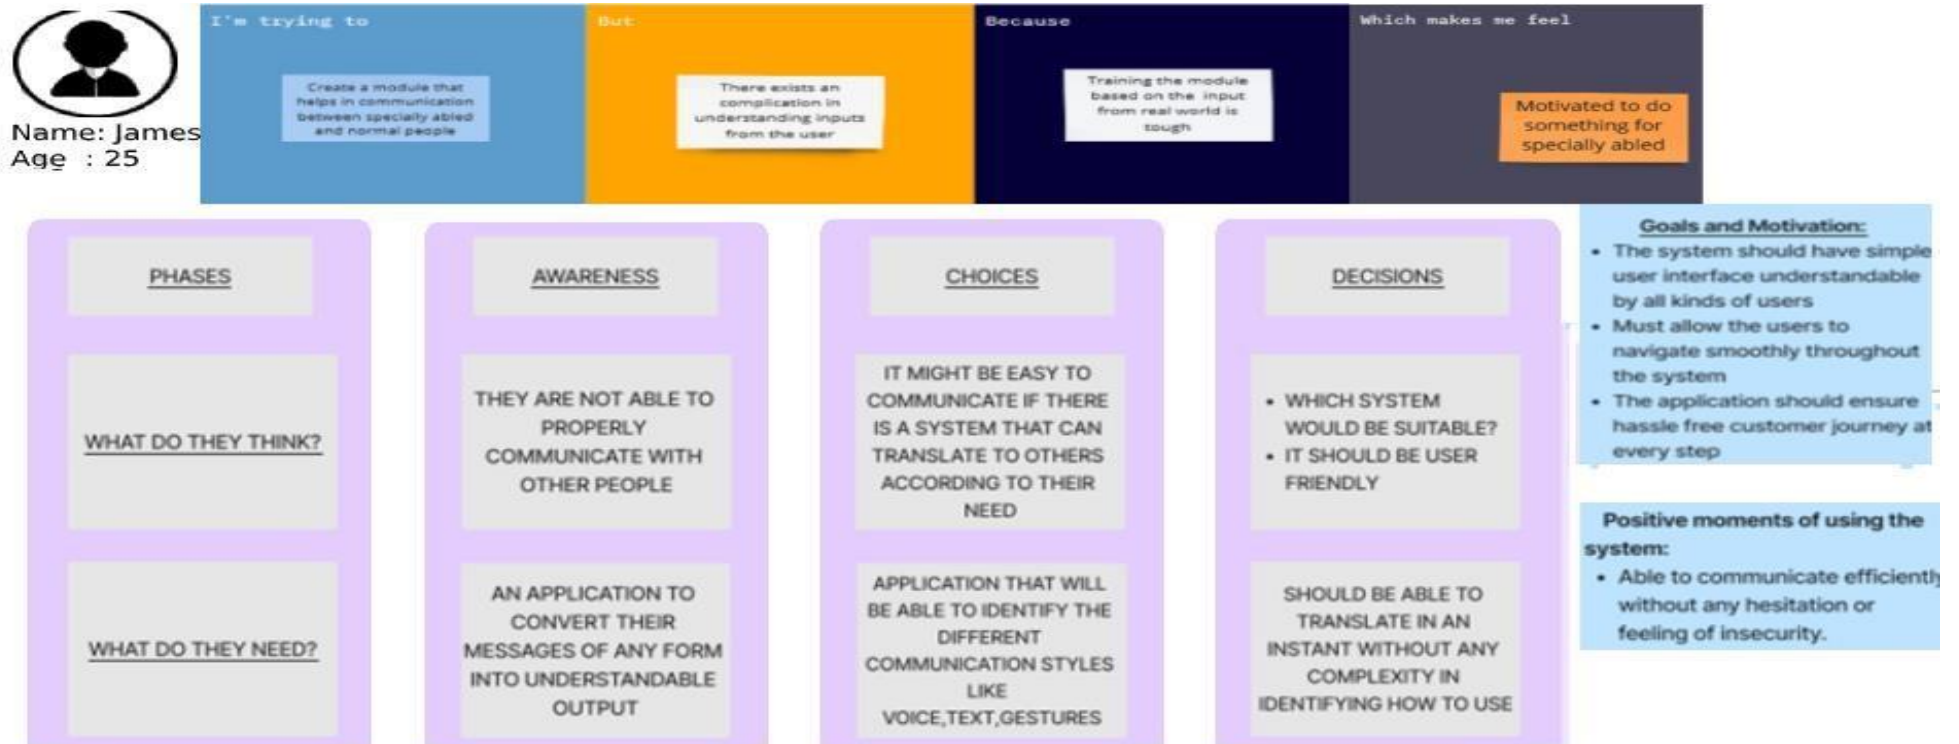 Name: James
Age : 25
I'm trying to
Create a module that
helps in communication
between specially abled
and normal people
But
There exists an
complication in
understanding inputs
from the user
Because
Training the module
based on the input
from real world is
tough
Which makes me feel
Motivated to do
something for
specially abled
PHASES
AWARENESS
CHOICES
DECISIONS
WHAT DO THEY THINK?
THEY ARE NOT ABLE TO
PROPERLY
COMMUNICATE WITH
OTHER PEOPLE
IT MIGHT BE EASY TO
COMMUNICATE IF THERE
IS A SYSTEM THAT CAN
TRANSLATE TO OTHERS
ACCORDING TO THEIR
NEED
• WHICH SYSTEM
WOULD BE SUITABLE?
• IT SHOULD BE USER
FRIENDLY
WHAT DO THEY NEED?
AN APPLICATION TO
CONVERT THEIR
MESSAGES OF ANY FORM
INTO UNDERSTANDABLE
OUTPUT
APPLICATION THAT WILL
BE ABLE TO IDENTIFY THE
DIFFERENT
COMMUNICATION STYLES
LIKE
VOICE,TEXT,GESTURES
SHOULD BE ABLE TO
TRANSLATE IN AN
INSTANT WITHOUT ANY
COMPLEXITY IN
IDENTIFYING HOW TO USE
Goals and Motivation:
• The system should have simple
user interface understandable
by all kinds of users
• Must allow the users to
navigate smoothly throughout
the system
• The application should ensure
hassle free customer journey at
every step
Positive moments of using the
system:
• Able to communicate efficiently
without any hesitation or
feeling of insecurity.